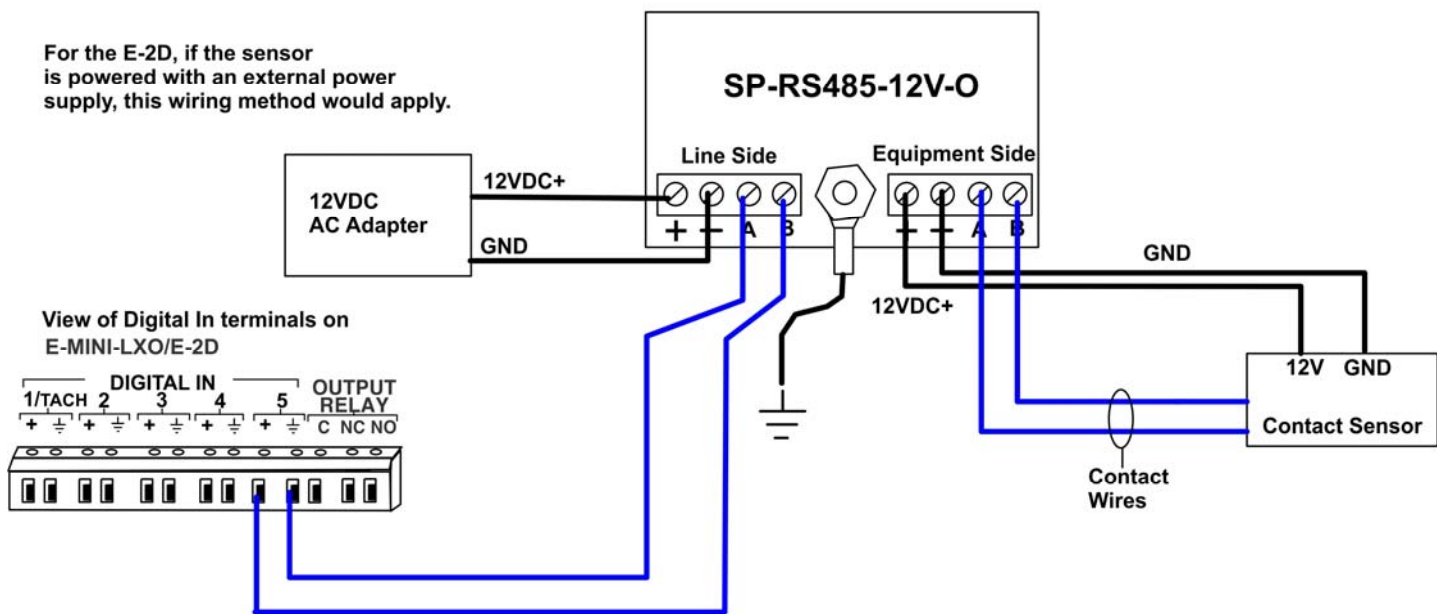 For the E-2D, if the sensor
is powered with an external power
supply, this wiring method would apply.
SP-RS485-12V-O
Line Side
Equipment Side
12VDC+
12VDC
AC Adapter
GND
+ − A B
+ − A B
GND
12VDC+
View of Digital In terminals on
E-MINI-LXO/E-2D
DIGITAL IN
OUTPUT
RELAY
1/TACH 2 3 4 5
+ + + + + C NC NO
12V GND
Contact Sensor
Contact
Wires